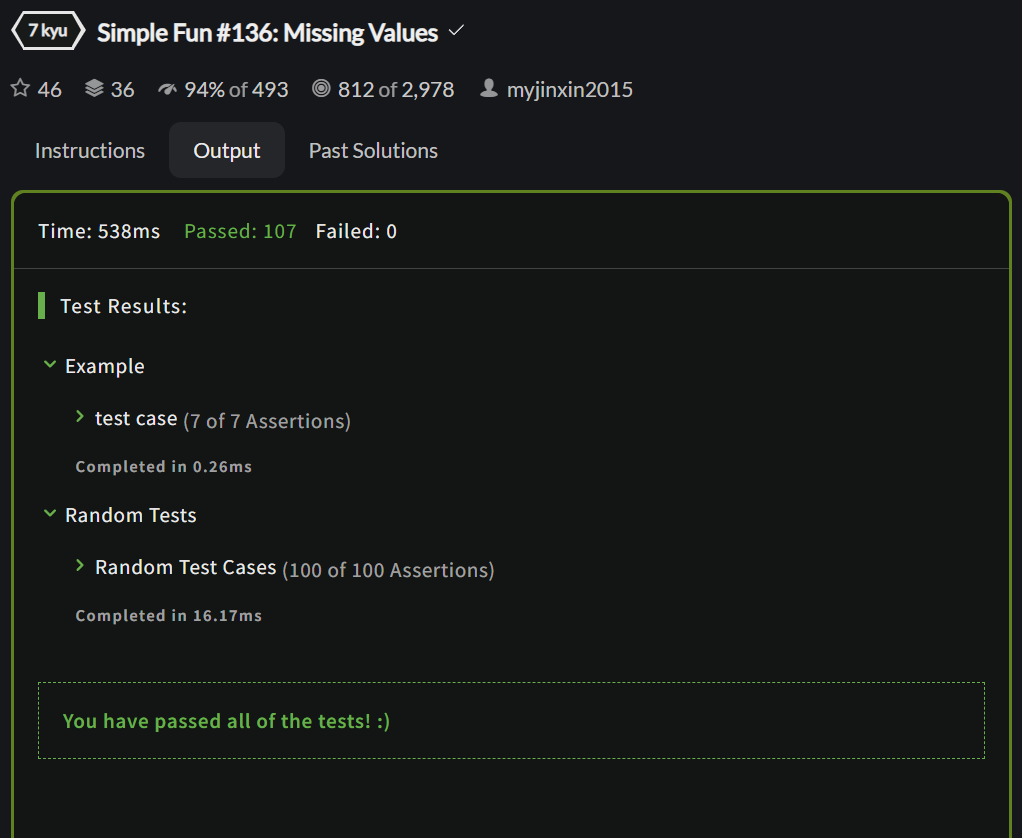 7 kyu Simple Fun #136: Missing Values
46 36 94% of 493 812 of 2,978 myjinxin2015
Instructions Output Past Solutions
Time: 538ms Passed: 107 Failed: 0
Test Results:
Example
test case (7 of 7 Assertions)
Completed in 0.26ms
Random Tests
Random Test Cases (100 of 100 Assertions)
Completed in 16.17ms
You have passed all of the tests! :)